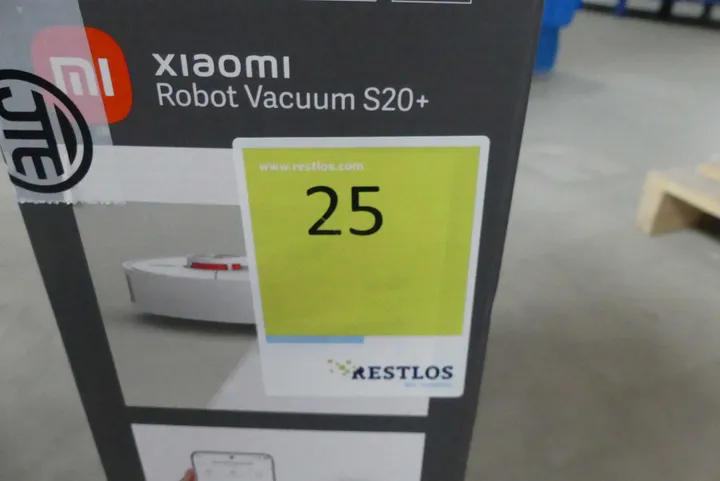 mi
xiaomi
Robot Vacuum S20+
www.restlos.com
25
RESTLOS